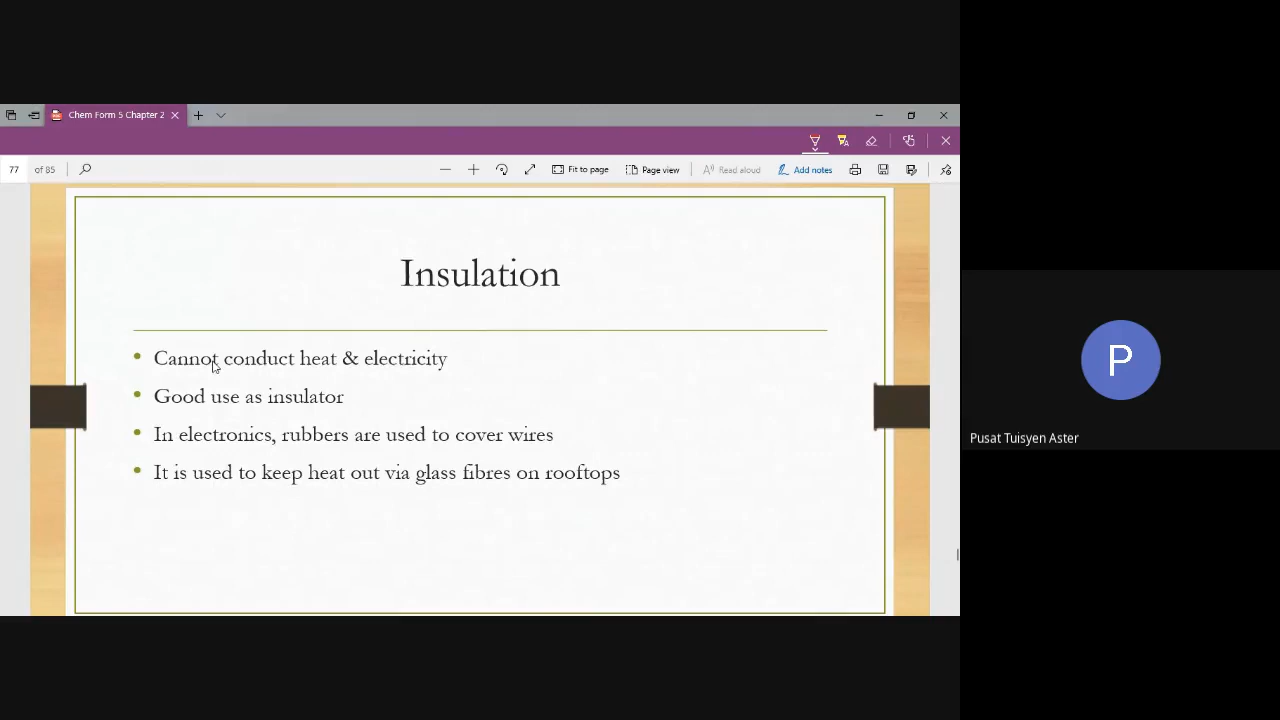 Chem Form 5 Chapter 2
77 of 85
Fit to page
Page view
Read aloud
Add notes
Insulation
• Cannot conduct heat & electricity
• Good use as insulator
• In electronics, rubbers are used to cover wires
• It is used to keep heat out via glass fibres on rooftops
P
Pusat Tuisyen Aster